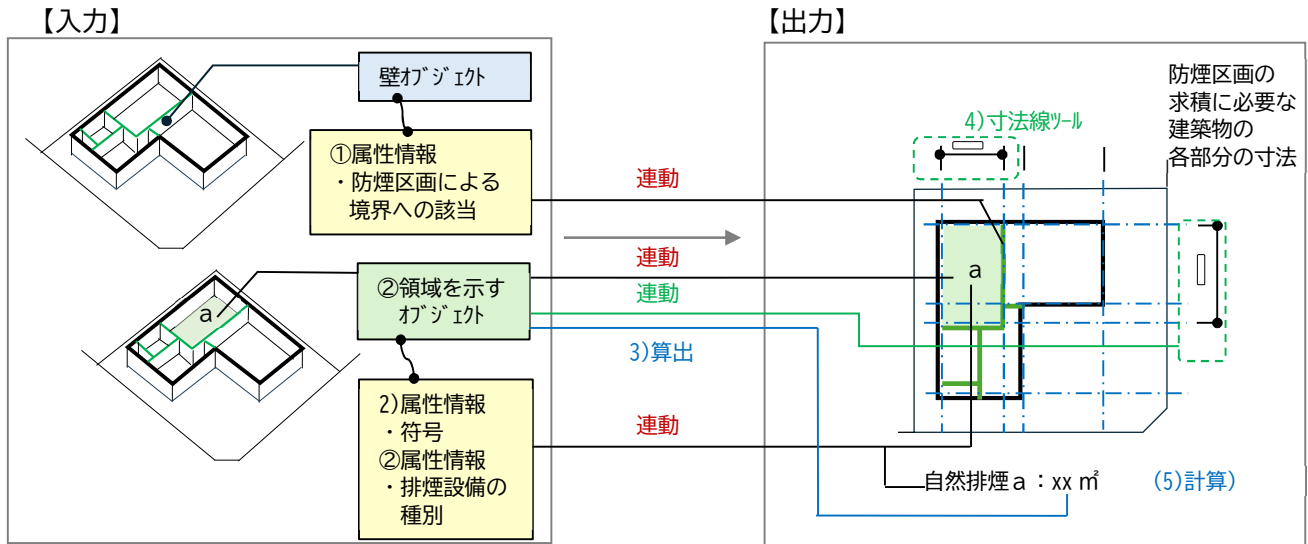 【入力】
壁ｵﾌﾞｼﾞｪｸﾄ
①属性情報
・防煙区画による
境界への該当
a
②領域を示す
ｵﾌﾞｼﾞｪｸﾄ
2)属性情報
・符号
②属性情報
・排煙設備の
種別
連動
連動
連動
3)算出
連動
【出力】
4)寸法線ﾂｰﾙ
防煙区画の
求積に必要な
建築物の
各部分の寸法
a
自然排煙ａ：xx ㎡
(5)計算)